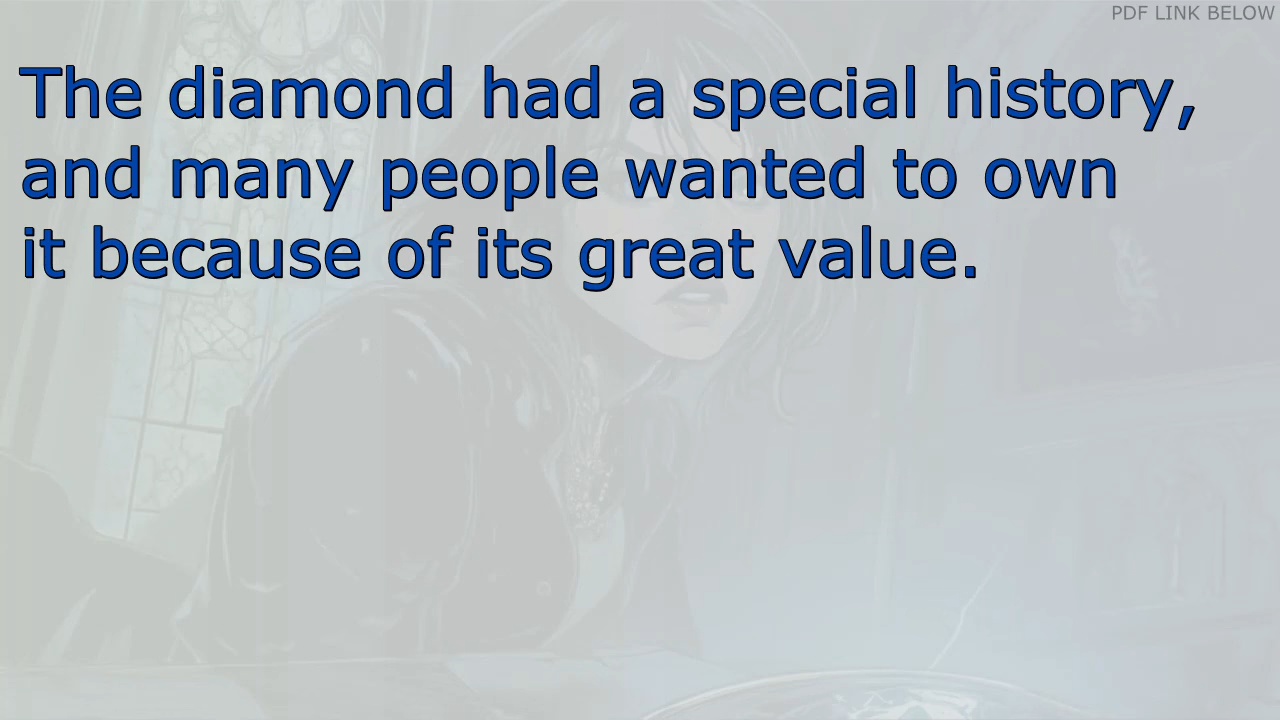 PDF LINK BELOW
The diamond had a special history,
and many people wanted to own
it because of its great value.